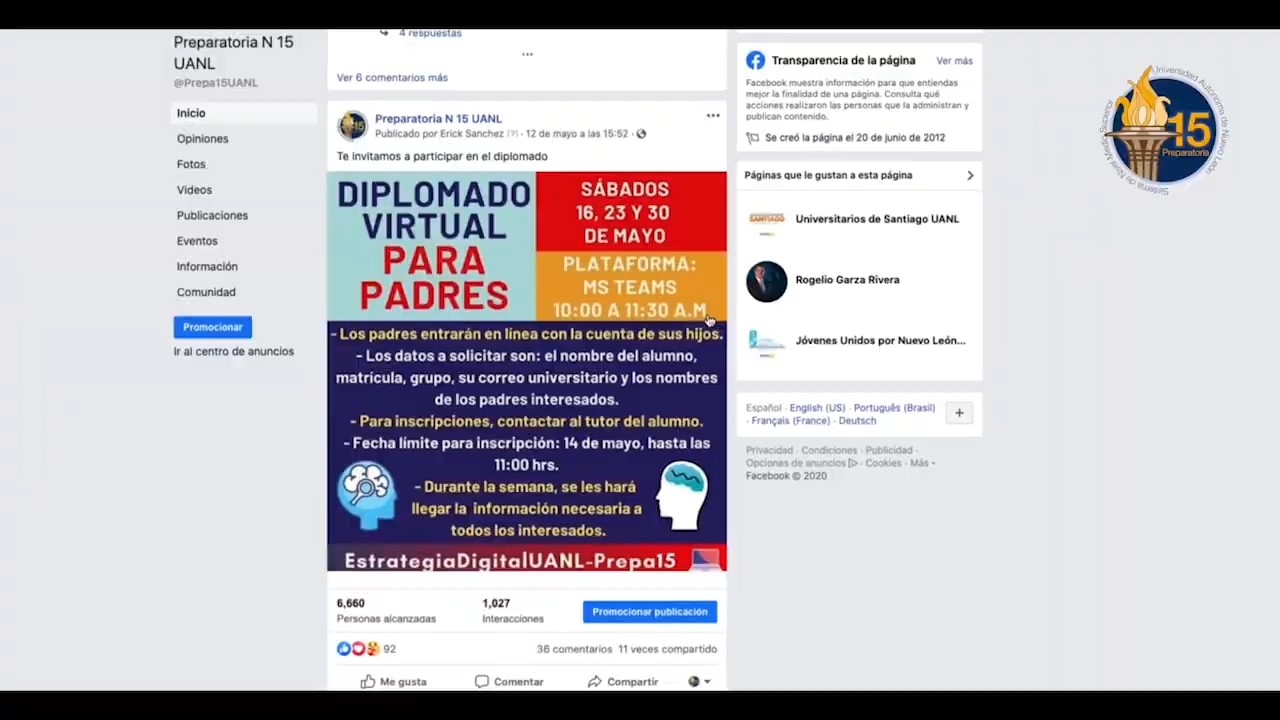 Preparatoria N 15
UANL
@Prepa15UANL
Inicio
Opiniones
Fotos
Videos
Publicaciones
Eventos
Información
Comunidad
Promocionar
Ir al centro de anuncios
4 respuestas
Ver 6 comentarios más
Preparatoria N 15 UANL
Publicado por Erick Sanchez [?] · 12 de mayo a las 15:52 ·
Te invitamos a participar en el diplomado
DIPLOMADO
VIRTUAL
PARA
PADRES
SÁBADOS
16, 23 Y 30
DE MAYO
PLATAFORMA:
MS TEAMS
10:00 A 11:30 A.M.
- Los padres entrarán en línea con la cuenta de sus hijos.
- Los datos a solicitar son: el nombre del alumno,
matrícula, grupo, su correo universitario y los nombres
de los padres interesados.
- Para inscripciones, contactar al tutor del alumno.
- Fecha límite para inscripción: 14 de mayo, hasta las
11:00 hrs.
- Durante la semana, se les hará
llegar la información necesaria a
todos los interesados.
EstrategiaDigitalUANL-Prepa15
6,660
Personas alcanzadas
1,027
Interacciones
Promocionar publicación
92
36 comentarios 11 veces compartido
Me gusta
Comentar
Compartir
Transparencia de la página
Ver más
Facebook muestra información para que entiendas
mejor la finalidad de una página. Consulta qué
acciones realizaron las personas que la administran y
publican contenido.
Se creó la página el 20 de junio de 2012
Páginas que le gustan a esta página
SANTIAGO
Universitarios de Santiago UANL
Rogelio Garza Rivera
Jóvenes Unidos por Nuevo León...
Español · English (US) · Português (Brasil)
· Français (France) · Deutsch
Privacidad · Condiciones · Publicidad ·
Opciones de anuncios · Cookies · Más
Facebook © 2020
Universidad Autónoma de Nuevo León
15
Preparatoria
Sistema de Nivel Medio Superior